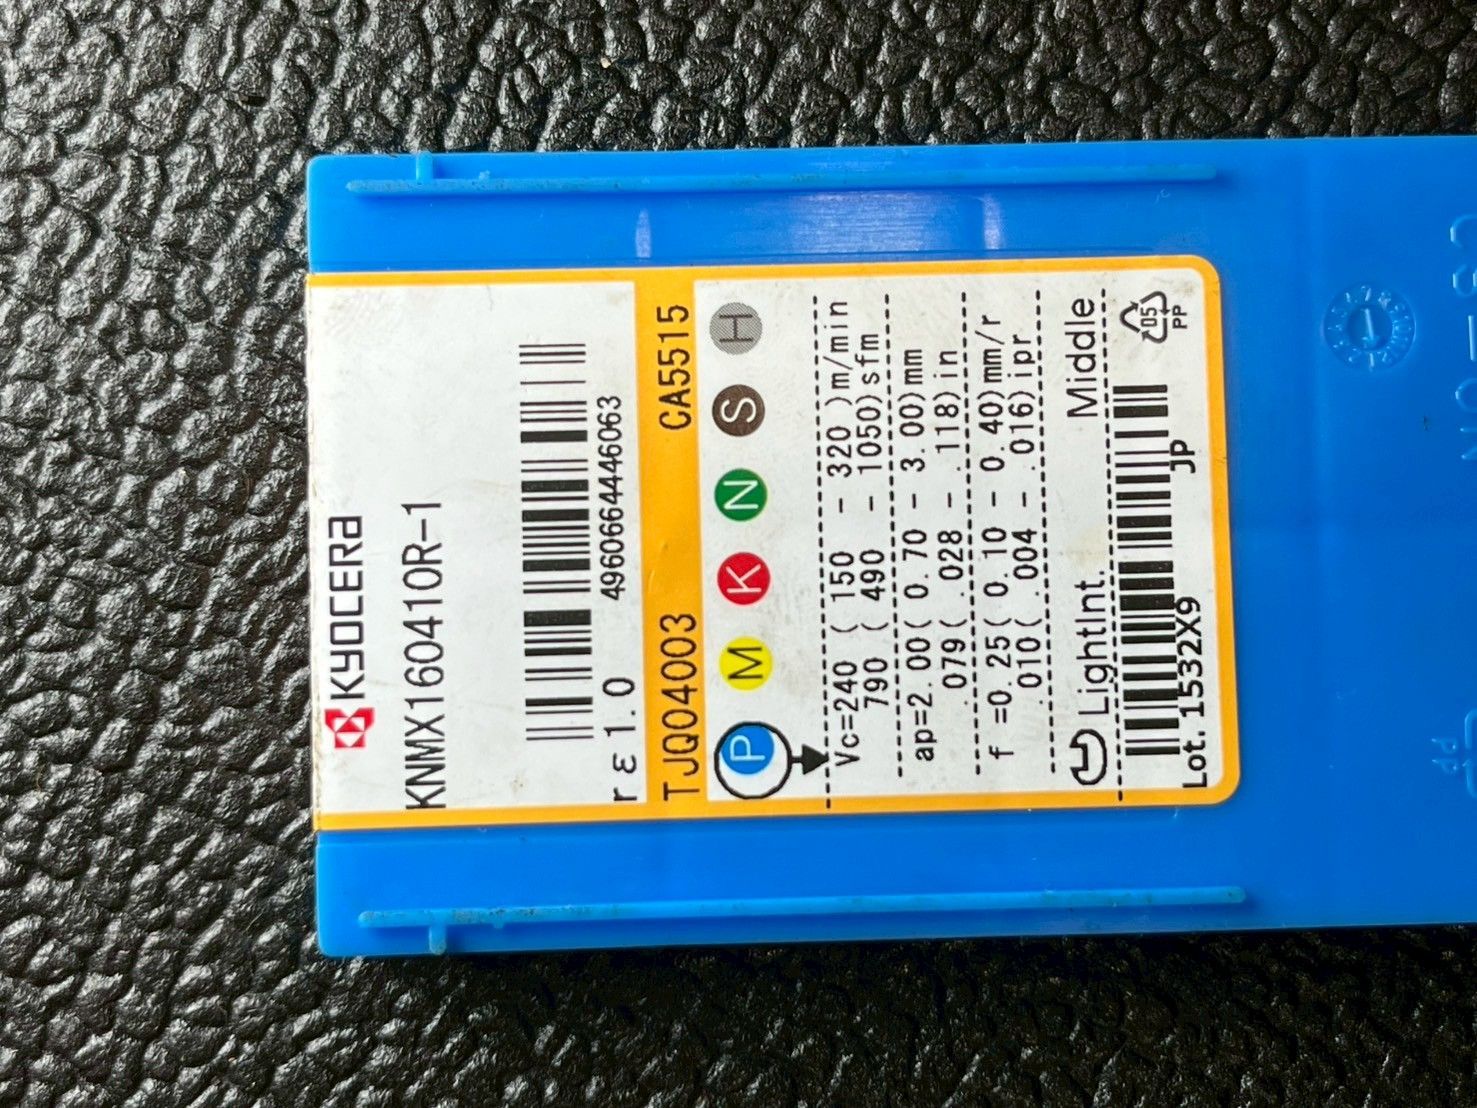 KYOCERA
KNMX160410R-1
4960664446063
rε 1.0
TJQ04003 CA5515
P M K N S H
Vc=240 ( 150 - 320 )m/min
790 ( 490 - 1050)sfm
ap=2.00( 0.70 - 3.00)mm
.079( .028 - .118)in
f =0.25( 0.10 - 0.40)mm/r
.010( .004 - .016)ipr
LightInt. Middle
05
PP
Lot.1532X9 JP